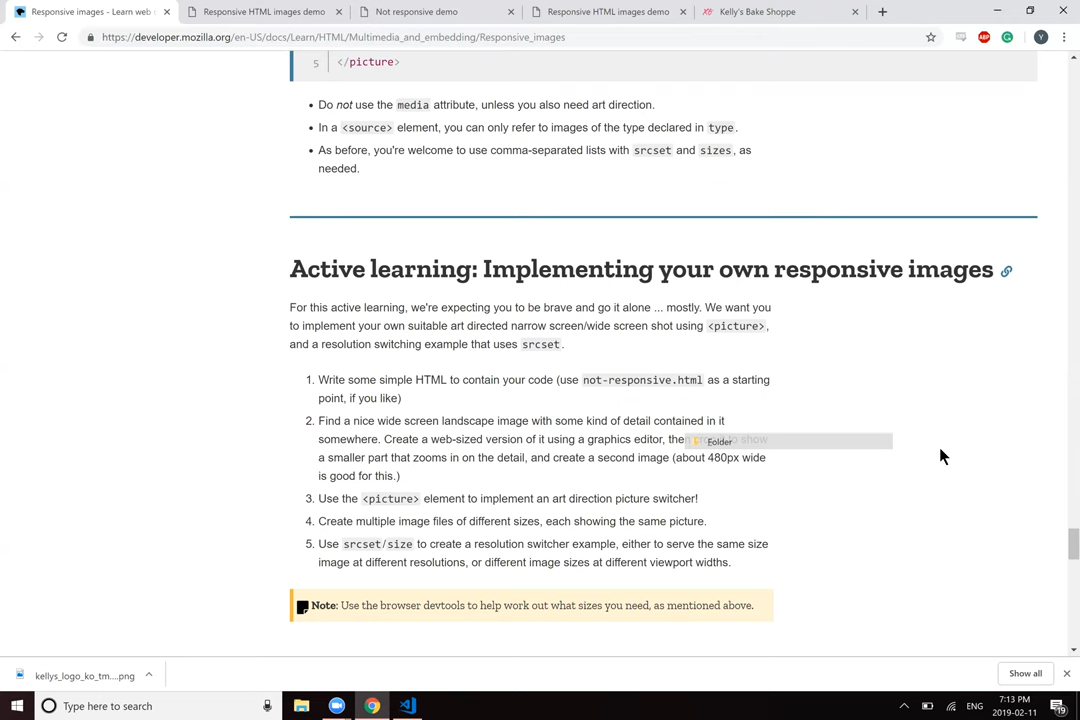 Responsive images - Learn web
Responsive HTML images demo
Not responsive demo
Responsive HTML images demo
Kelly's Bake Shoppe
https://developer.mozilla.org/en-US/docs/Learn/HTML/Multimedia_and_embedding/Responsive_images
ABP
Y
5 </picture>
• Do not use the media attribute, unless you also need art direction.
• In a <source> element, you can only refer to images of the type declared in type.
• As before, you're welcome to use comma-separated lists with srcset and sizes, as
needed.
Active learning: Implementing your own responsive images
For this active learning, we're expecting you to be brave and go it alone ... mostly. We want you
to implement your own suitable art directed narrow screen/wide screen shot using <picture>,
and a resolution switching example that uses srcset.
1. Write some simple HTML to contain your code (use not-responsive.html as a starting
point, if you like)
2. Find a nice wide screen landscape image with some kind of detail contained in it
somewhere. Create a web-sized version of it using a graphics editor, then to show
Folder
a smaller part that zooms in on the detail, and create a second image (about 480px wide
is good for this.)
3. Use the <picture> element to implement an art direction picture switcher!
4. Create multiple image files of different sizes, each showing the same picture.
5. Use srcset/size to create a resolution switcher example, either to serve the same size
image at different resolutions, or different image sizes at different viewport widths.
Note: Use the browser devtools to help work out what sizes you need, as mentioned above.
kellys_logo_ko_tm....png
Show all
Type here to search
ENG
7:13 PM
2019-02-11
19